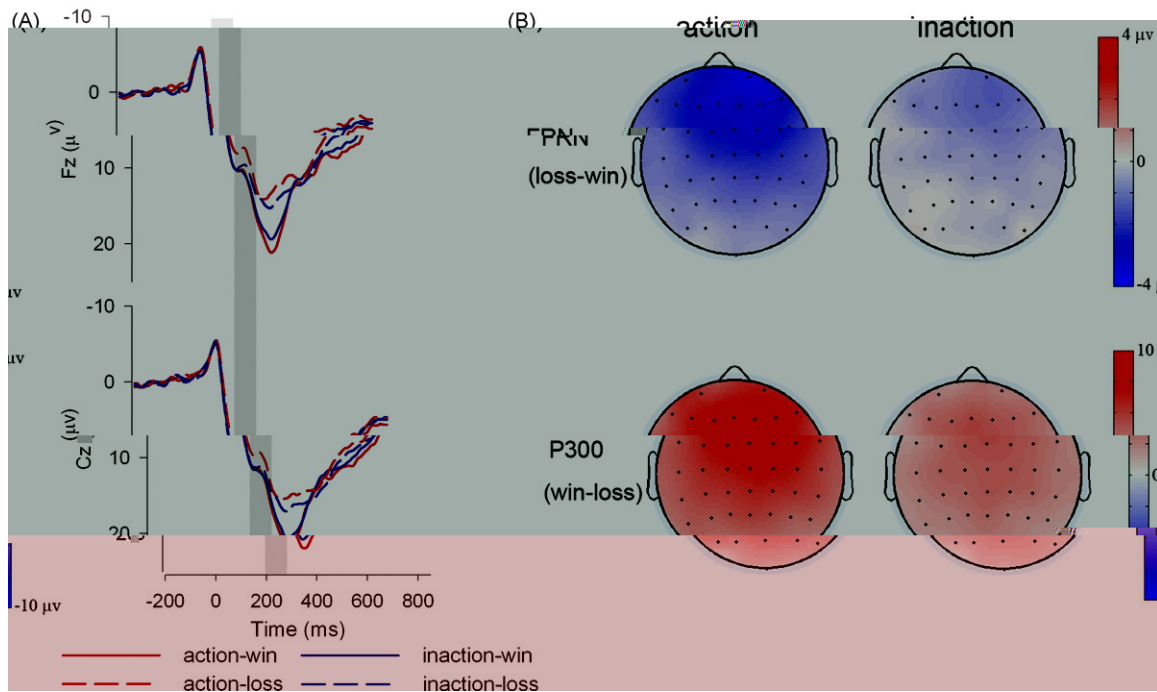 (A)
-10
0
Fz (μv)
10
20
-10
0
Cz (μv)
10
20
-200 0 200 400 600 800
Time (ms)
action-win inaction-win
action-loss inaction-loss
(B)
action inaction
(loss-win)
4 μv
0
-4
P300
(win-loss)
10
0
μv
μv
-10 μv